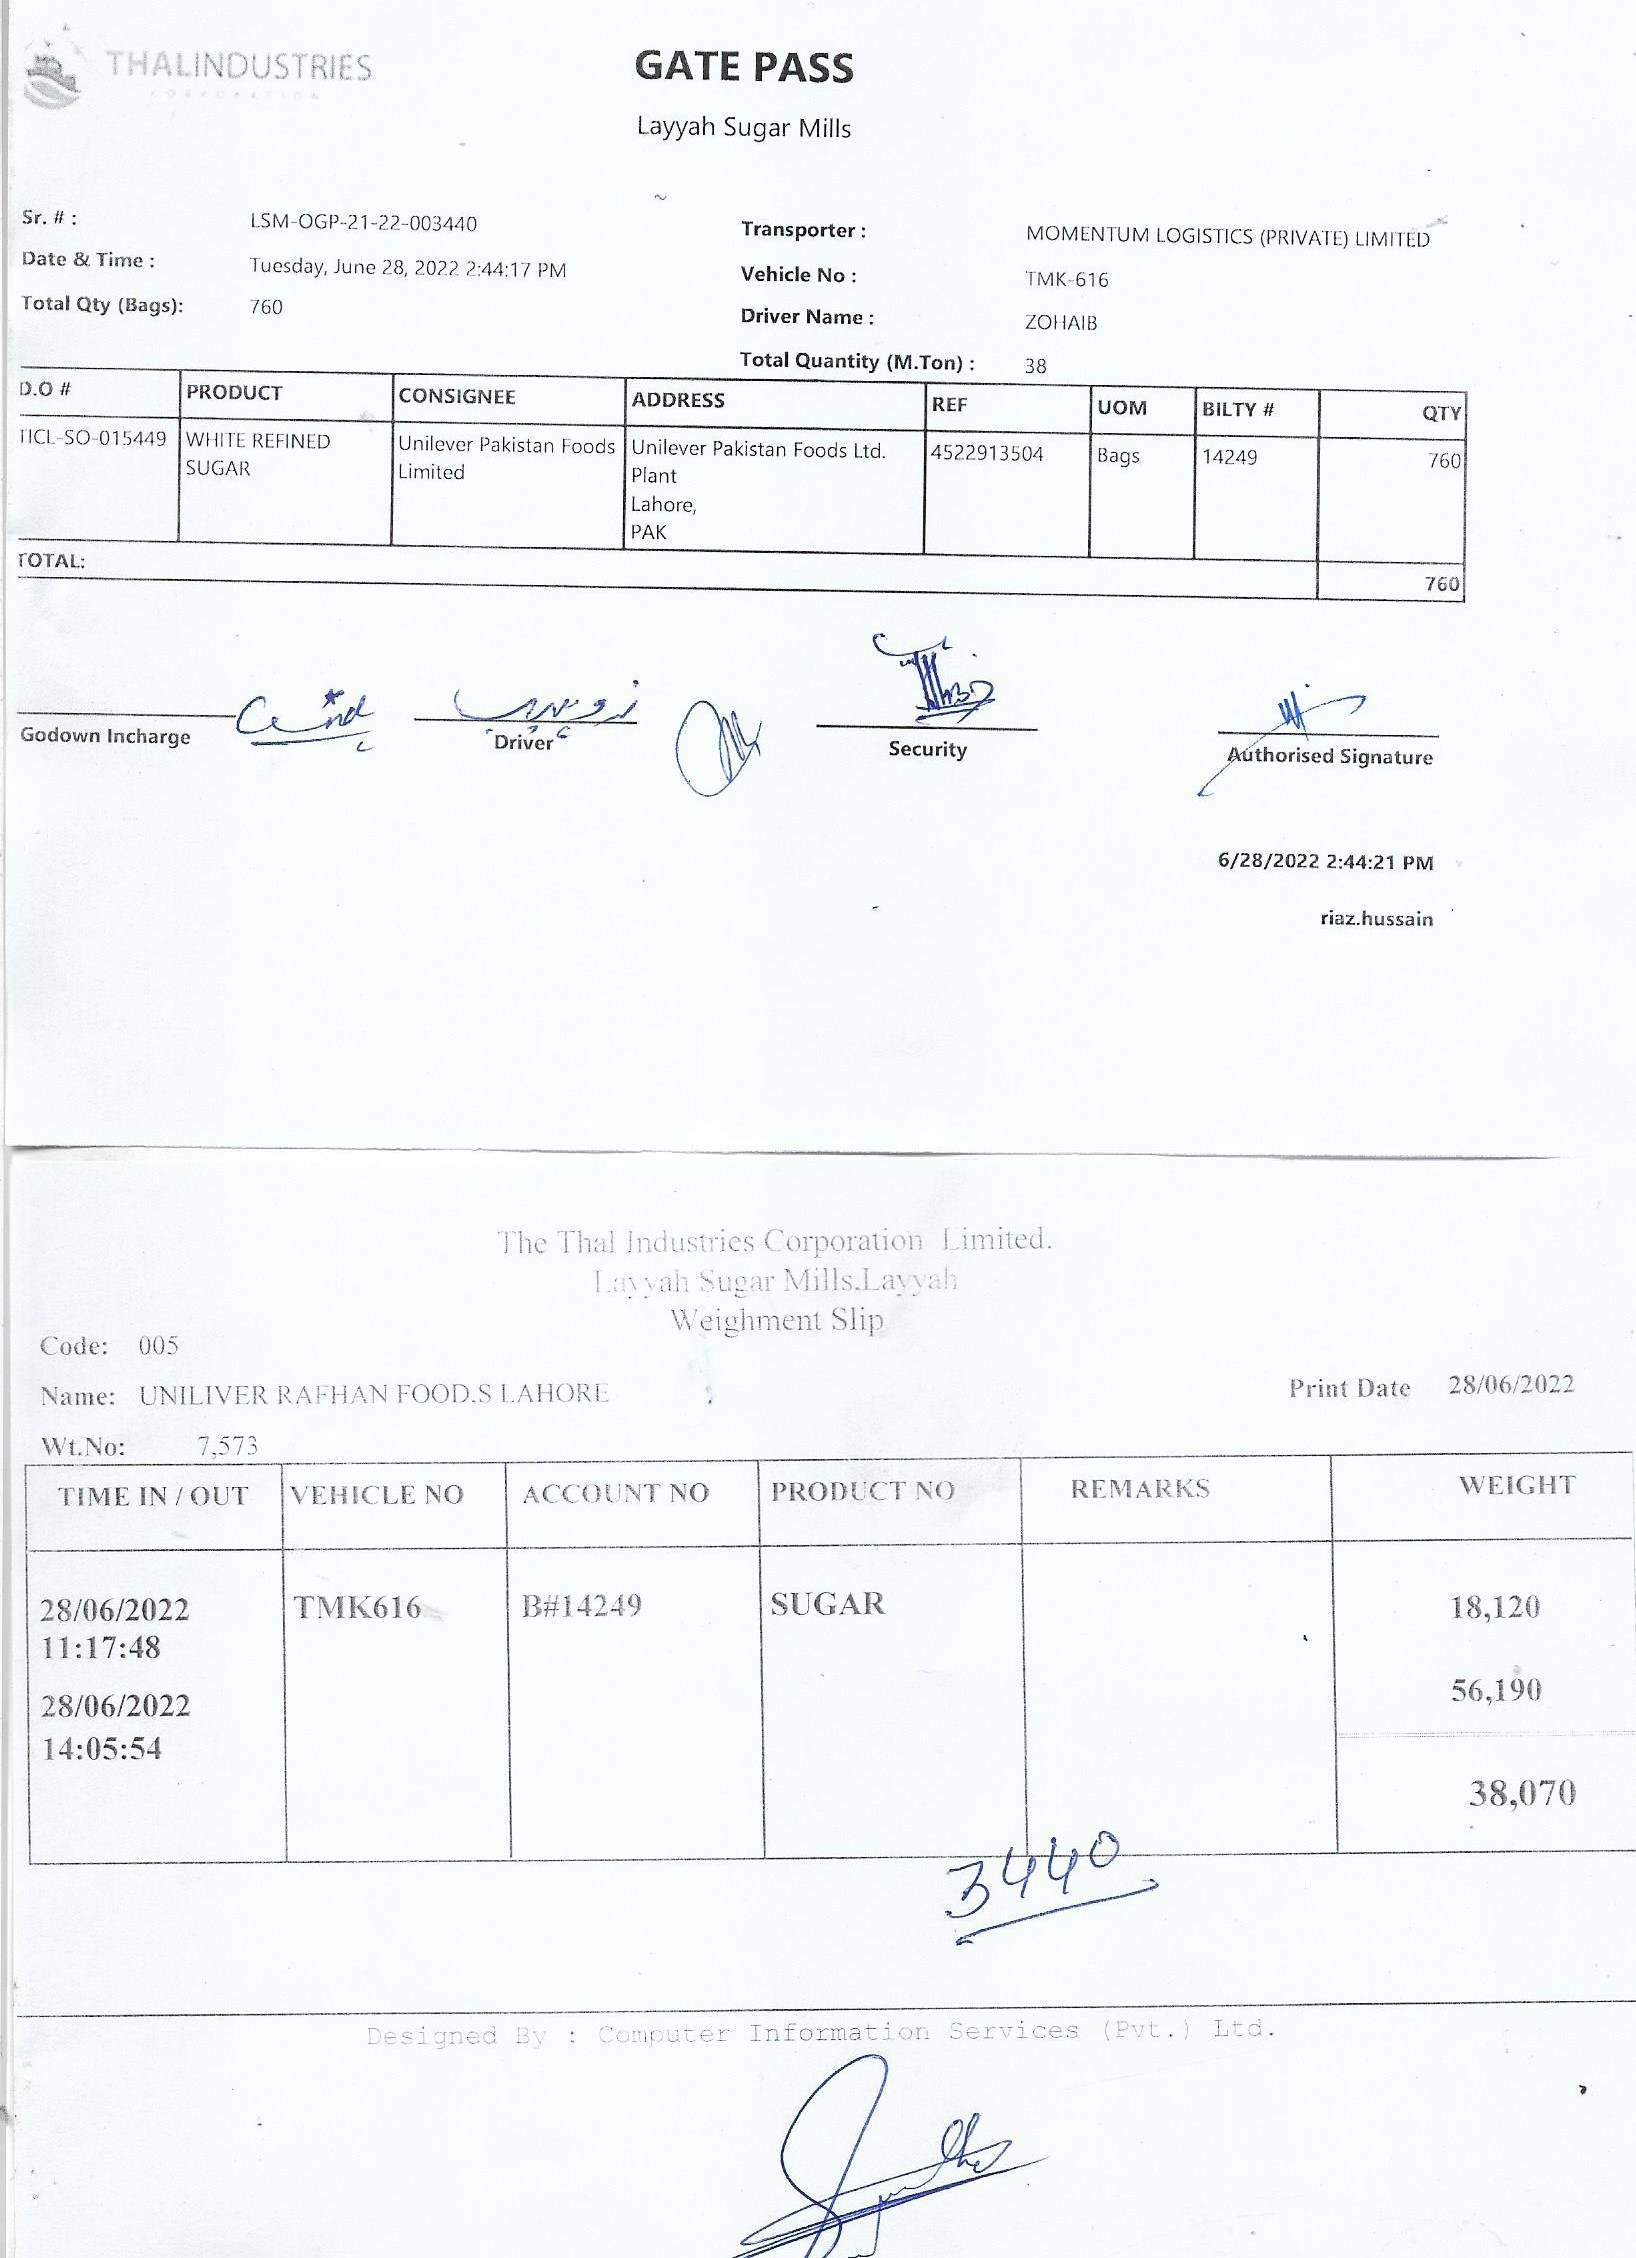 THALINDUSTRIES
CORPORATION
GATE PASS
Layyah Sugar Mills
Sr. # : LSM-OGP-21-22-003440
Date & Time : Tuesday, June 28, 2022 2:44:17 PM
Total Qty (Bags): 760
Transporter : MOMENTUM LOGISTICS (PRIVATE) LIMITED
Vehicle No : TMK-616
Driver Name : ZOHAIB
Total Quantity (M.Ton) : 38
D.O # PRODUCT CONSIGNEE ADDRESS REF UOM BILTY # QTY
TICL-SO-015449 WHITE REFINED Unilever Pakistan Foods Unilever Pakistan Foods Ltd. 4522913504 Bags 14249 760
SUGAR Limited Plant
Lahore,
PAK
TOTAL: 760
Godown Incharge Driver Security Authorised Signature
6/28/2022 2:44:21 PM
riaz.hussain
The Thal Industries Corporation Limited.
Layyah Sugar Mills.Layyah
Weighment Slip
Code: 005
Name: UNILIVER RAFHAN FOOD.S LAHORE Print Date 28/06/2022
Wt.No: 7,573
TIME IN / OUT VEHICLE NO ACCOUNT NO PRODUCT NO REMARKS WEIGHT
28/06/2022 TMK616 B#14249 SUGAR 18,120
11:17:48
28/06/2022 56,190
14:05:54
38,070
3440
Designed By : Computer Information Services (Pvt.) Ltd.